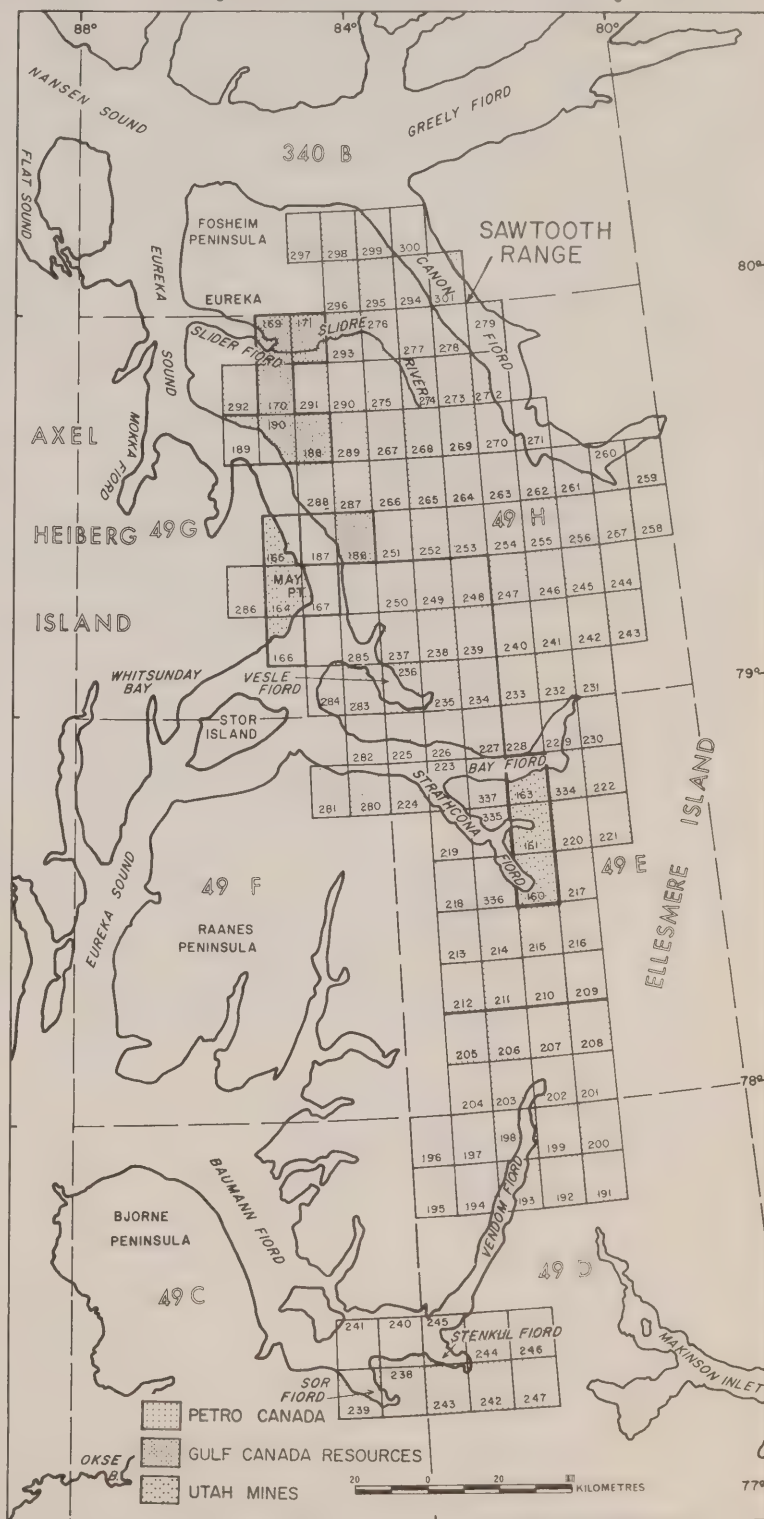 88°
84°
80°
NANSEN SOUND
GREELY FIORD
340 B
FLAT SOUND
FOSHEIM
PENINSULA
297 298 299 300
SAWTOOTH
RANGE
80°
EUREKA
SOUND
EUREKA
CANON
FIORD
296 295 294 301
169 171 276 279
SLIDRE
RIVER
SLIDER FIORD
293 277 278
292 170 291 290 275 274 273 272
190
MOKKA FIORD
AXEL
189 188 289 267 268 269 270 271
260
259
288 287 266 265 264 263 262 261
HEIBERG
49G
49 H
187 186 251 252 253 254 255 256 267 258
MAY
PT.
286 164 167 250 249 248 247 246 245 244
ISLAND
166 285 237 238 239 240 241 242 243
236
WHITSUNDAY
BAY
VESLE
FIORD
79°
284 283 235 234 233 232 231
STOR
ISLAND
282 225 226 227 228 229 230
223
BAY FIORD
281 280 224 337 163 334 222
STRATHCONA
FIORD
335
219 161 220 221
49 E
ELLESMERE ISLAND
EUREKA SOUND
49 F
218 336 160 217
RAANES
PENINSULA
213 214 215 216
212 211 210 209
205 206 207 208
78°
204 203 202 201
198
196 197 199 200
195 194 193 192 191
VENDOM FIORD
BAUMANN FIORD
BJORNE
PENINSULA
49C
49 D
241 240 245
STENKUL FIORD
244 246
238
SOR
FIORD
239 243 242 247
MAKINSON INLET
PETRO CANADA
GULF CANADA RESOURCES
UTAH MINES
OKSE
B.
20 0 20
KILOMETRES
77°